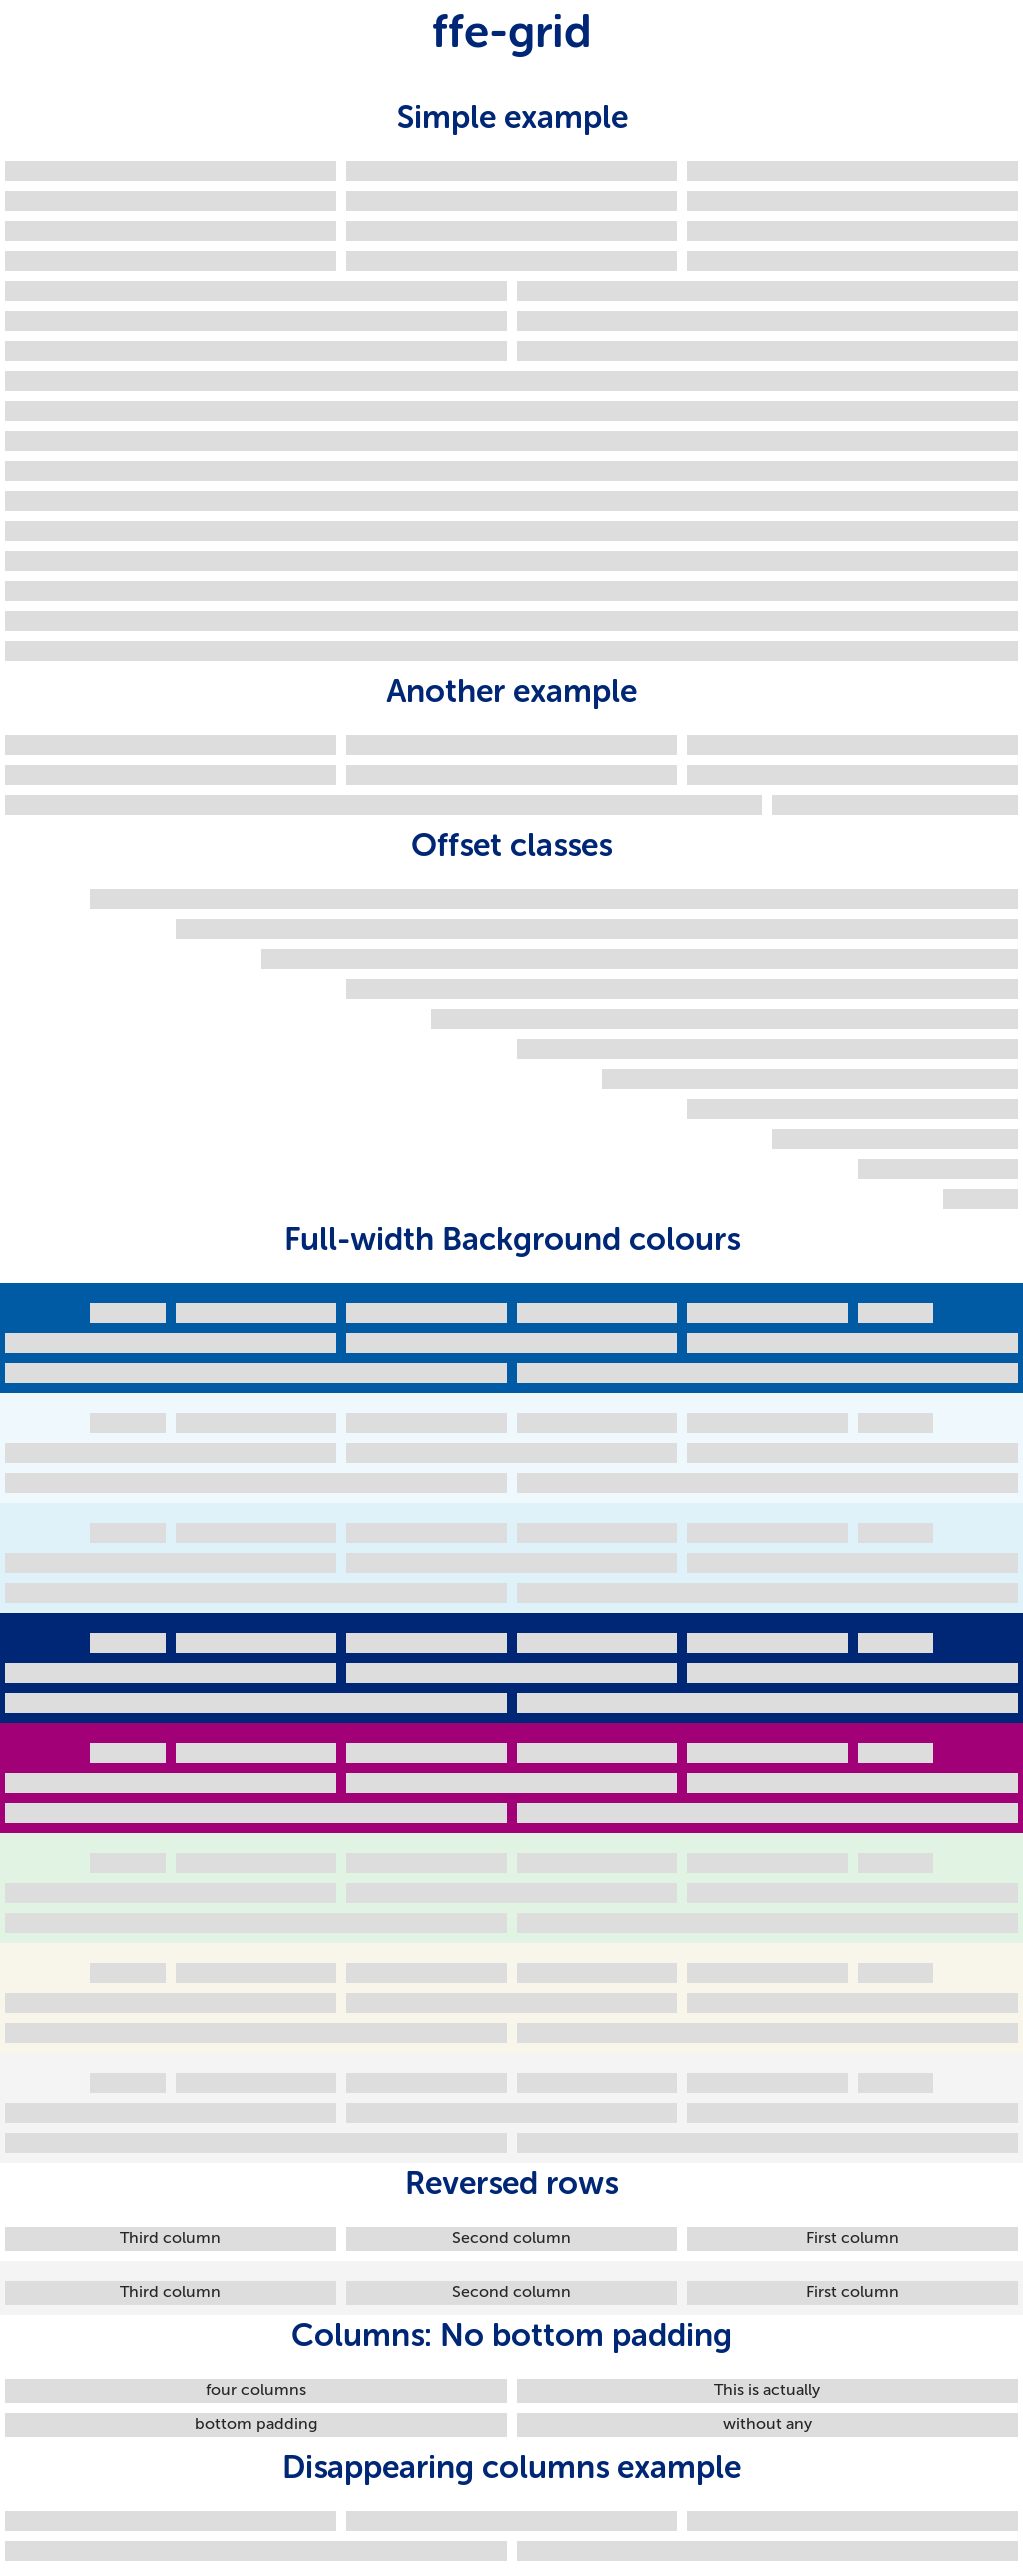 ffe-grid
Simple example
Another example
Offset classes
Full-width Background colours
Reversed rows
Third column Second column First column
Third column Second column First column
Columns: No bottom padding
four columns This is actually
bottom padding without any
Disappearing columns example